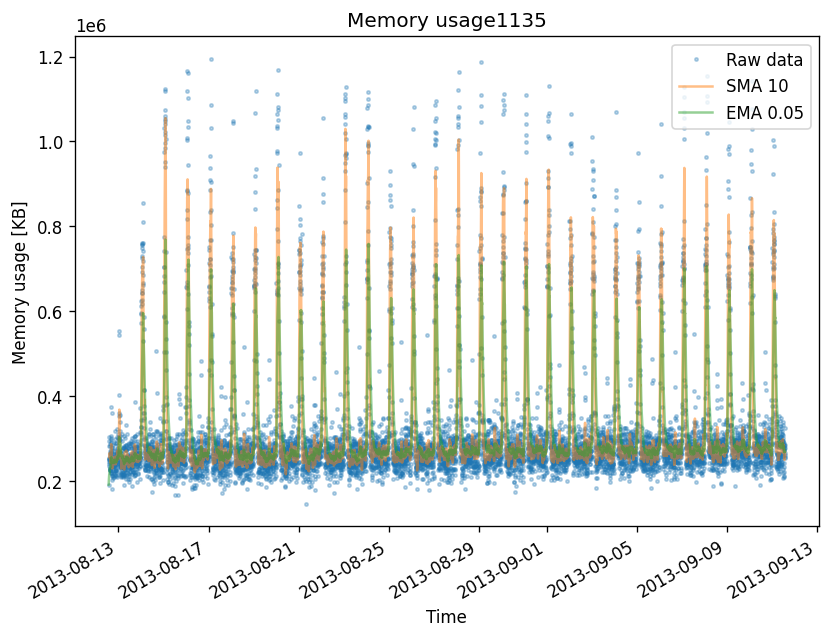 Memory usage1135
1e6
Raw data
SMA 10
EMA 0.05
1.2
1.0
0.8
0.6
0.4
0.2
Memory usage [KB]
2013-08-13
2013-08-17
2013-08-21
2013-08-25
2013-08-29
2013-09-01
2013-09-05
2013-09-09
2013-09-13
Time